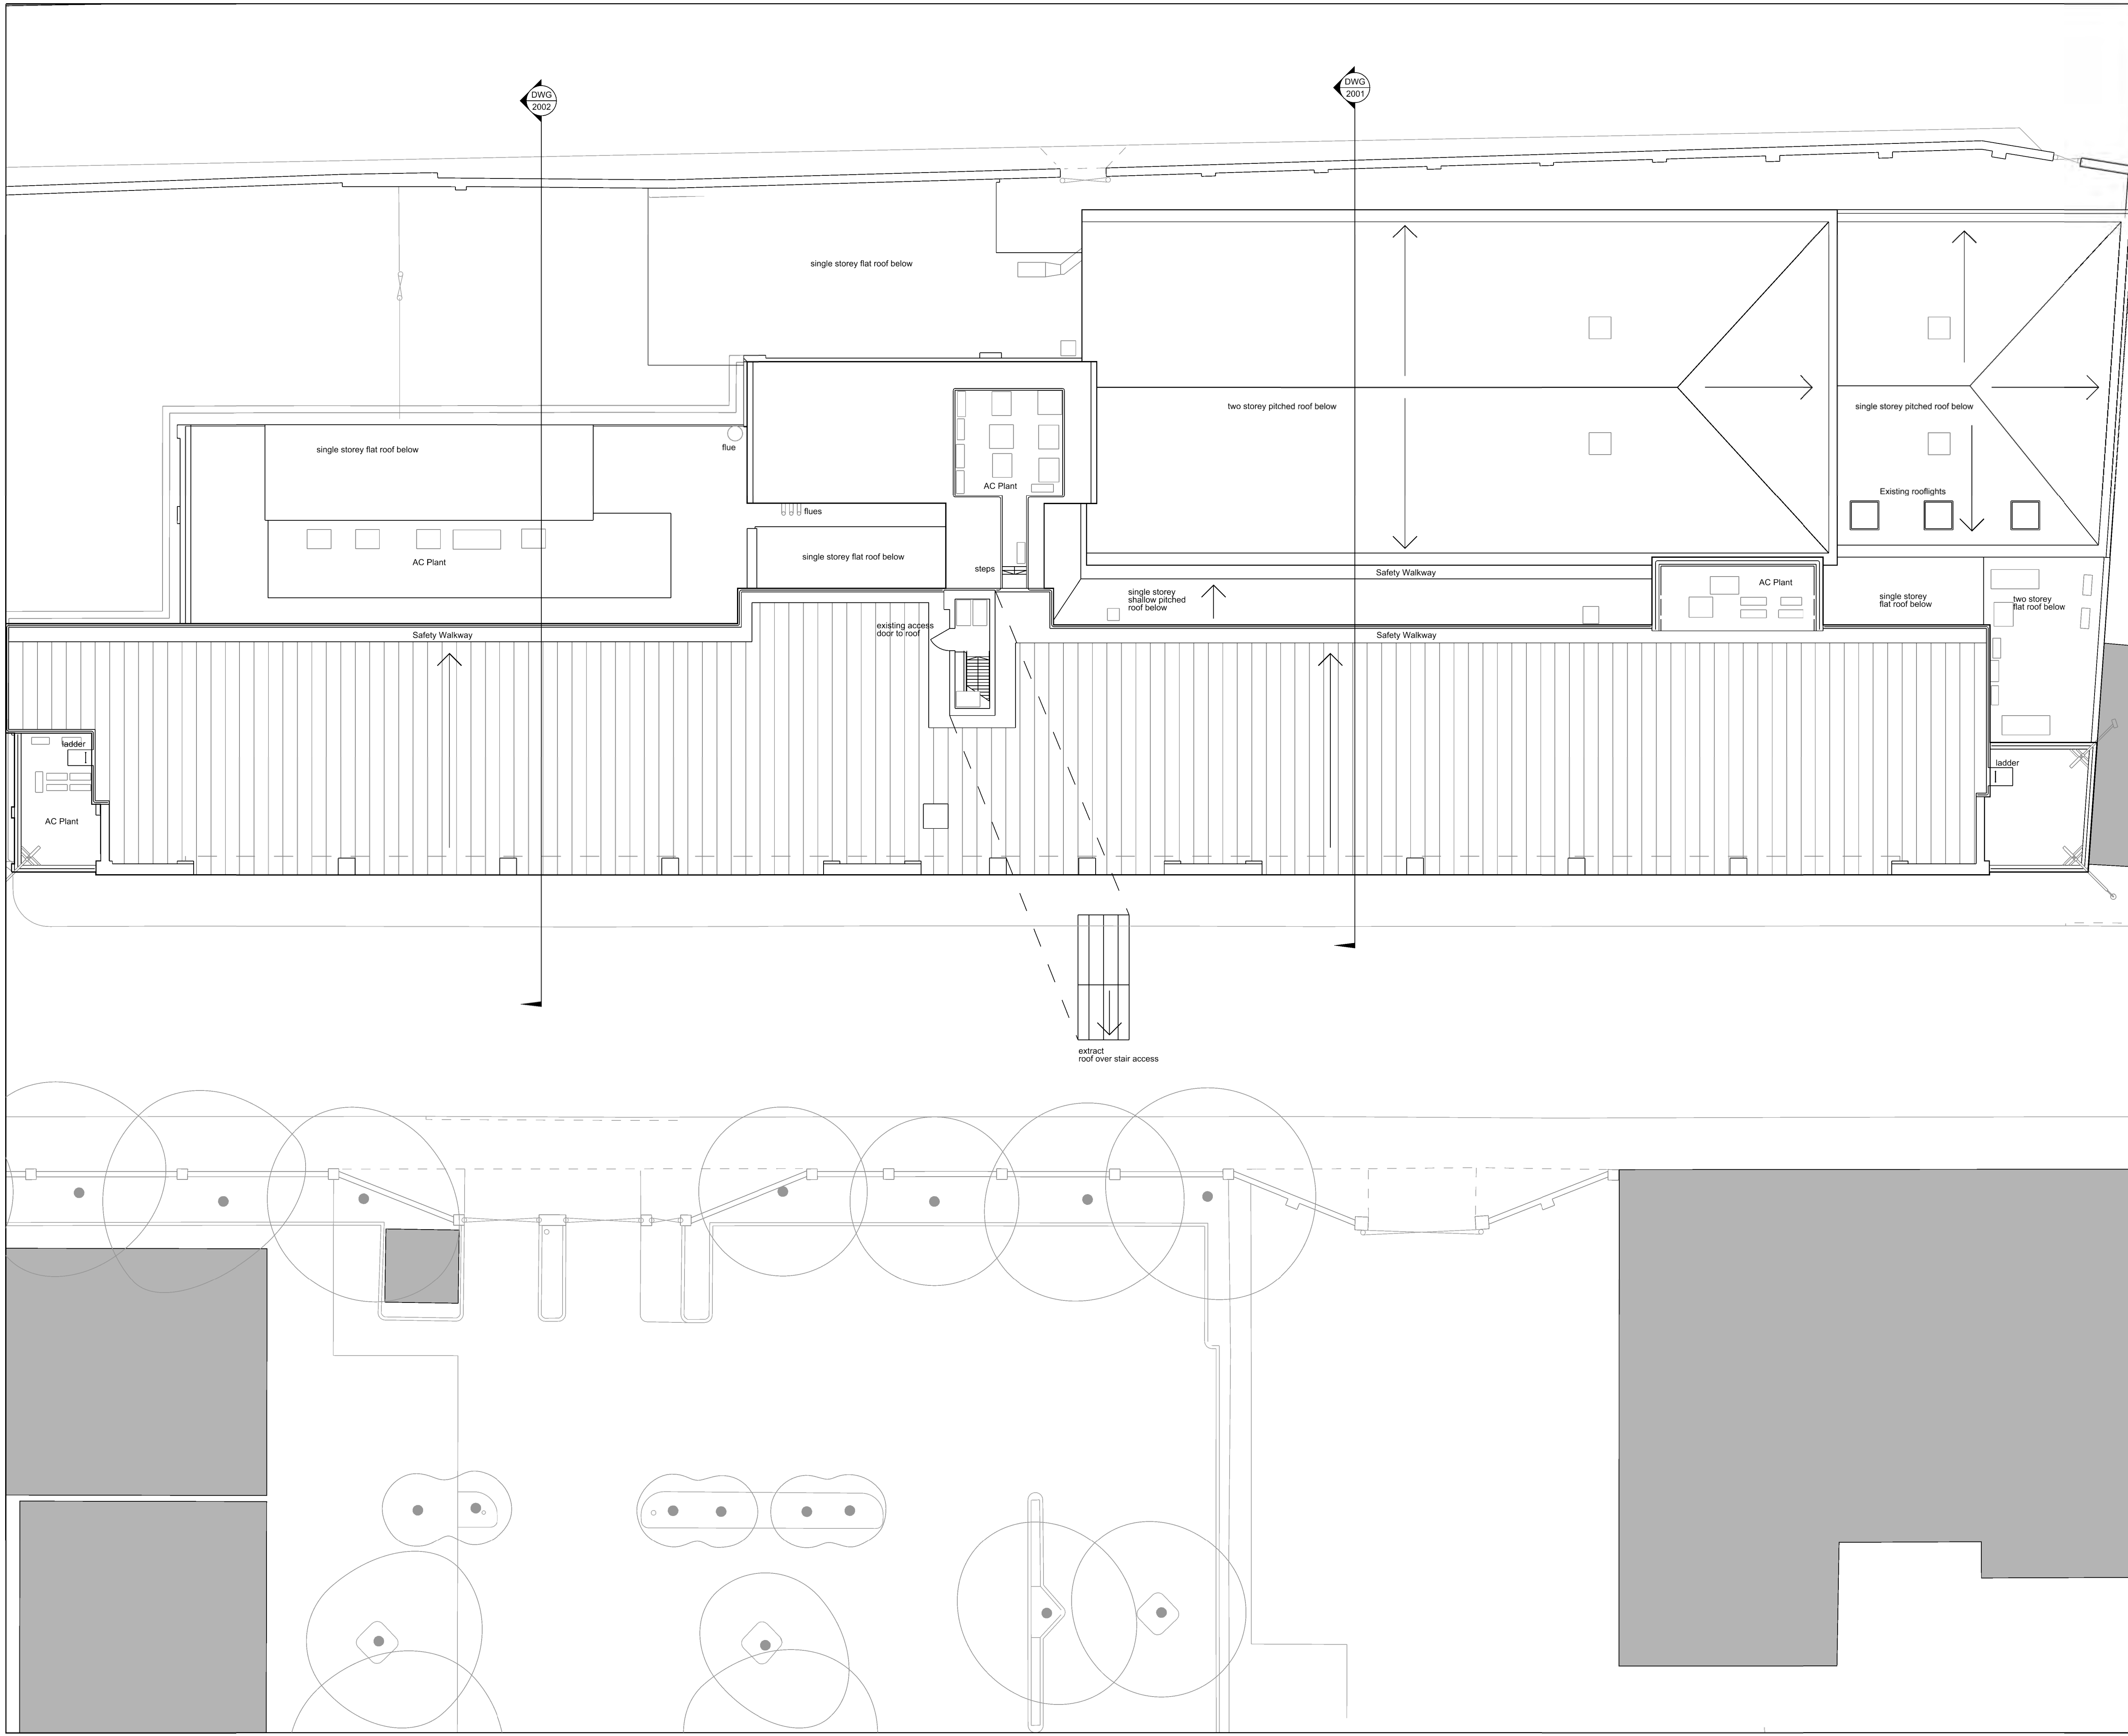 DWG
2002
DWG
2001
single storey flat roof below
two storey pitched roof below
single storey pitched roof below
single storey flat roof below
flue
AC Plant
Existing rooflights
flues
single storey flat roof below
AC Plant
steps
Safety Walkway
AC Plant
single storey
shallow pitched
roof below
single storey
flat roof below
two storey
flat roof below
existing access
door to roof
Safety Walkway
Safety Walkway
ladder
ladder
AC Plant
extract
roof over stair access